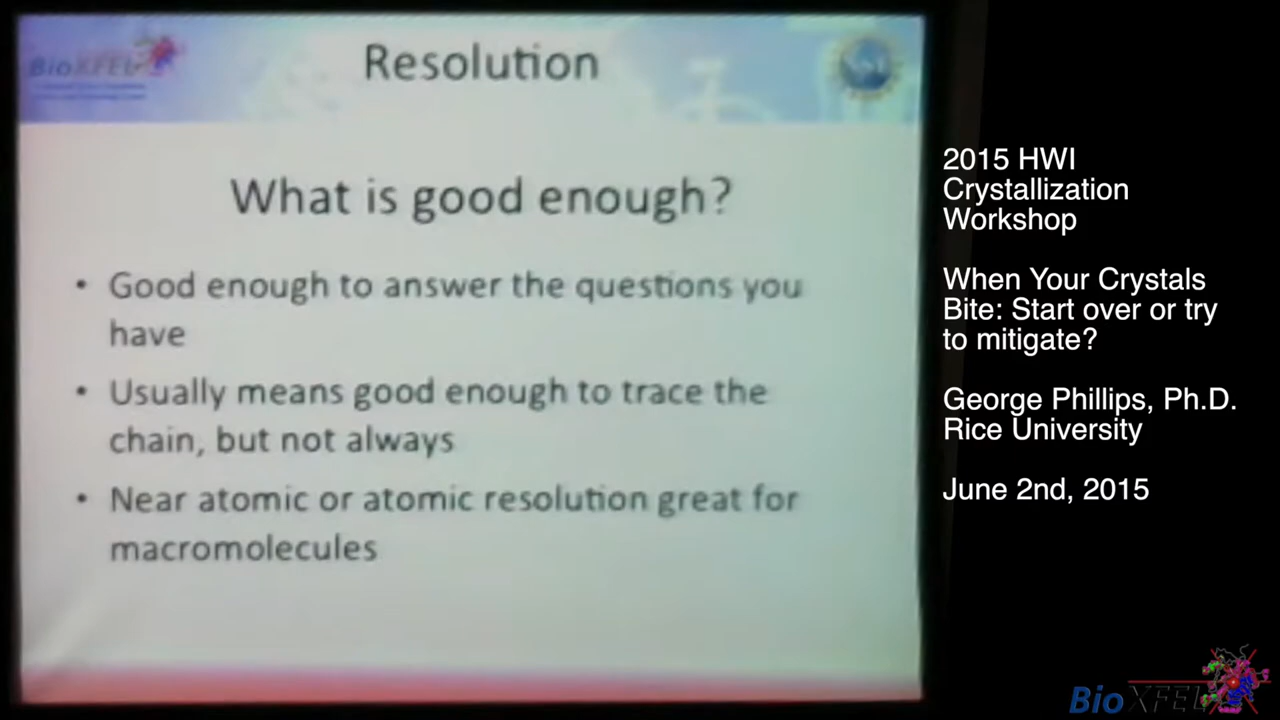 BioXFEL
Resolution
What is good enough?
• Good enough to answer the questions you
have
• Usually means good enough to trace the
chain, but not always
• Near atomic or atomic resolution great for
macromolecules
2015 HWI
Crystallization
Workshop
When Your Crystals
Bite: Start over or try
to mitigate?
George Phillips, Ph.D.
Rice University
June 2nd, 2015
BioXFEL